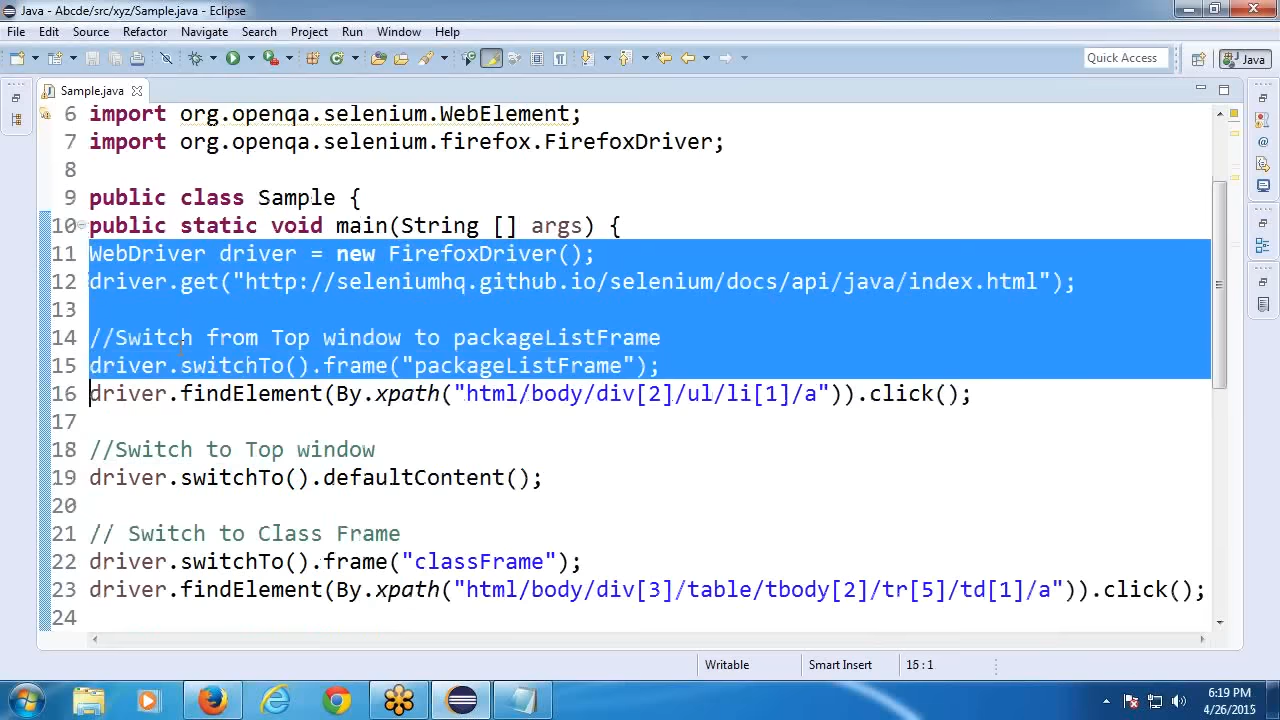 Java - Abcde/src/xyz/Sample.java - Eclipse
File Edit Source Refactor Navigate Search Project Run Window Help
Quick Access
Java
Sample.java
6 import org.openqa.selenium.WebElement;
7 import org.openqa.selenium.firefox.FirefoxDriver;
8
9 public class Sample {
10 public static void main(String [] args) {
11 WebDriver driver = new FirefoxDriver();
12 driver.get("http://seleniumhq.github.io/selenium/docs/api/java/index.html");
13
14 //Switch from Top window to packageListFrame
15 driver.switchTo().frame("packageListFrame");
16 driver.findElement(By.xpath("html/body/div[2]/ul/li[1]/a")).click();
17
18 //Switch to Top window
19 driver.switchTo().defaultContent();
20
21 // Switch to Class Frame
22 driver.switchTo().frame("classFrame");
23 driver.findElement(By.xpath("html/body/div[3]/table/tbody[2]/tr[5]/td[1]/a")).click();
24
Writable Smart Insert 15 : 1
6:19 PM
4/26/2015